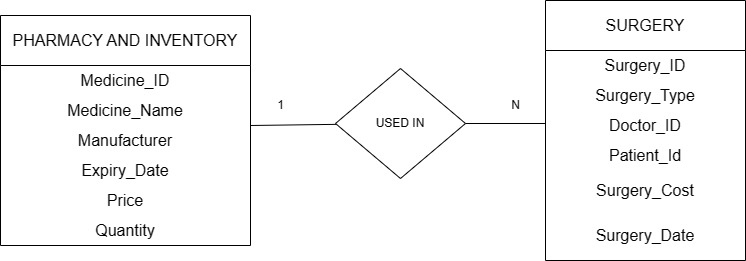 PHARMACY AND INVENTORY
Medicine_ID
Medicine_Name
Manufacturer
Expiry_Date
Price
Quantity
1
USED IN
N
SURGERY
Surgery_ID
Surgery_Type
Doctor_ID
Patient_Id
Surgery_Cost
Surgery_Date